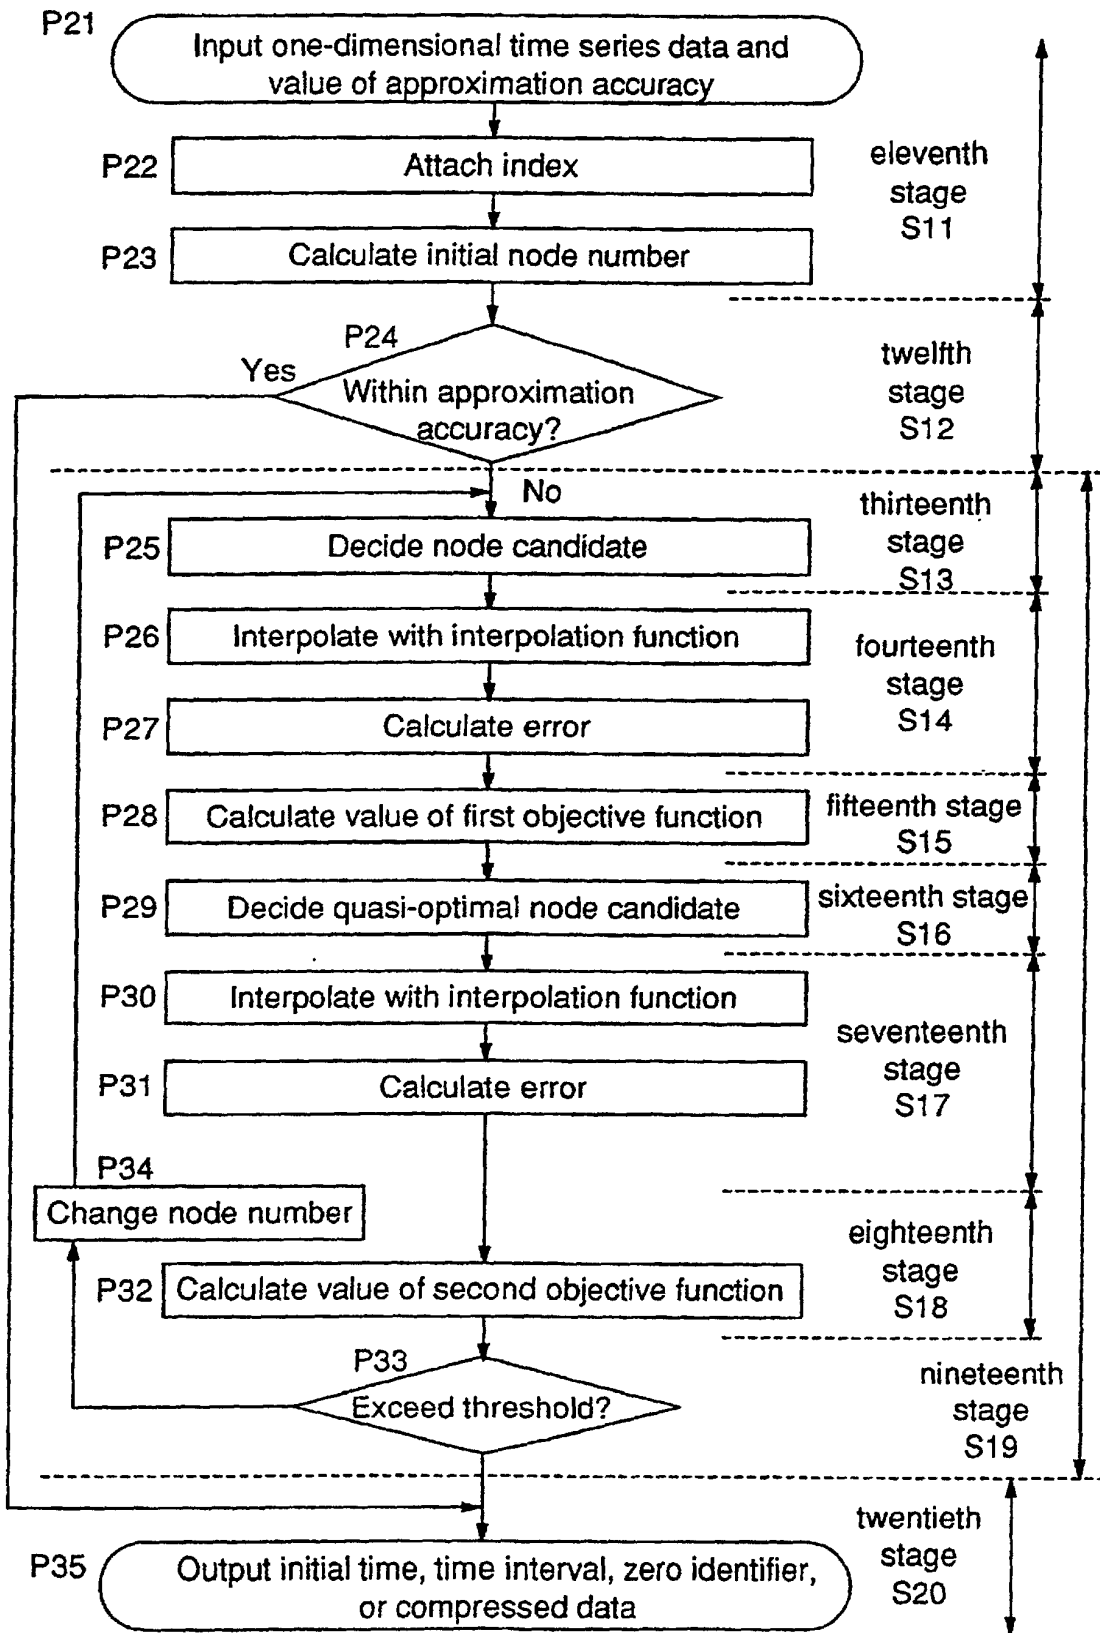 P21
Input one-dimensional time series data and
value of approximation accuracy
P22
Attach index
P23
Calculate initial node number
eleventh
stage
S11
P24
Yes
Within approximation
accuracy?
twelfth
stage
S12
No
P25
Decide node candidate
thirteenth
stage
S13
P26
Interpolate with interpolation function
P27
Calculate error
fourteenth
stage
S14
P28
Calculate value of first objective function
fifteenth stage
S15
P29
Decide quasi-optimal node candidate
sixteenth stage
S16
P30
Interpolate with interpolation function
P31
Calculate error
seventeenth
stage
S17
P34
Change node number
P32
Calculate value of second objective function
eighteenth
stage
S18
P33
Exceed threshold?
nineteenth
stage
S19
P35
Output initial time, time interval, zero identifier,
or compressed data
twentieth
stage
S20